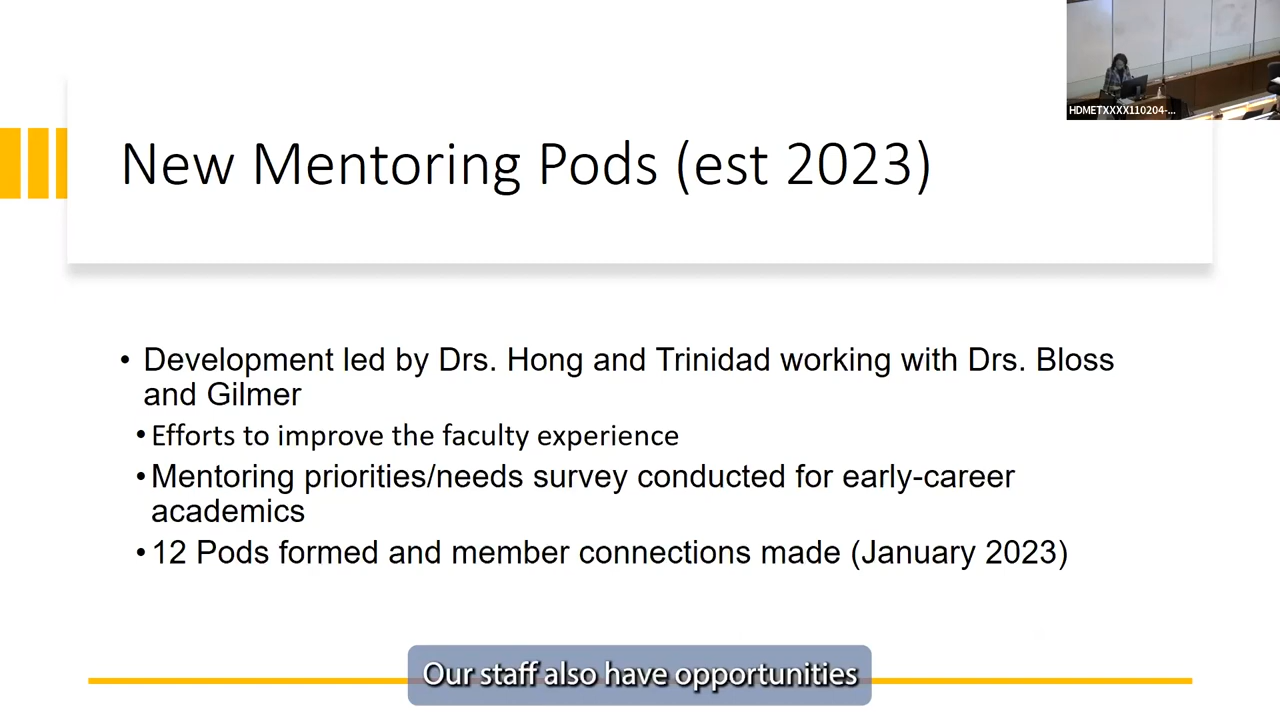 HDMETXXXX110204-...
New Mentoring Pods (est 2023)
• Development led by Drs. Hong and Trinidad working with Drs. Bloss
and Gilmer
• Efforts to improve the faculty experience
• Mentoring priorities/needs survey conducted for early-career
academics
• 12 Pods formed and member connections made (January 2023)
Our staff also have opportunities